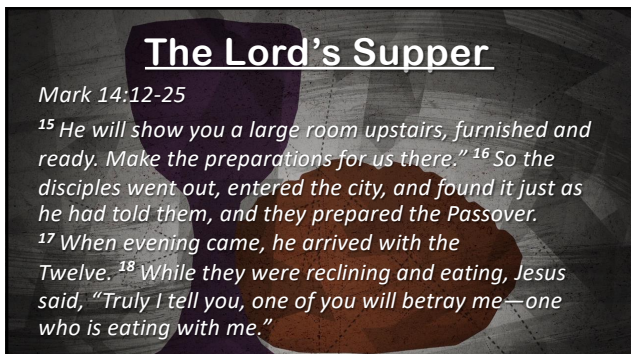 The Lord’s Supper
Mark 14:12-25
15 He will show you a large room upstairs, furnished and
ready. Make the preparations for us there.” 16 So the
disciples went out, entered the city, and found it just as
he had told them, and they prepared the Passover.
17 When evening came, he arrived with the
Twelve. 18 While they were reclining and eating, Jesus
said, “Truly I tell you, one of you will betray me—one
who is eating with me.”